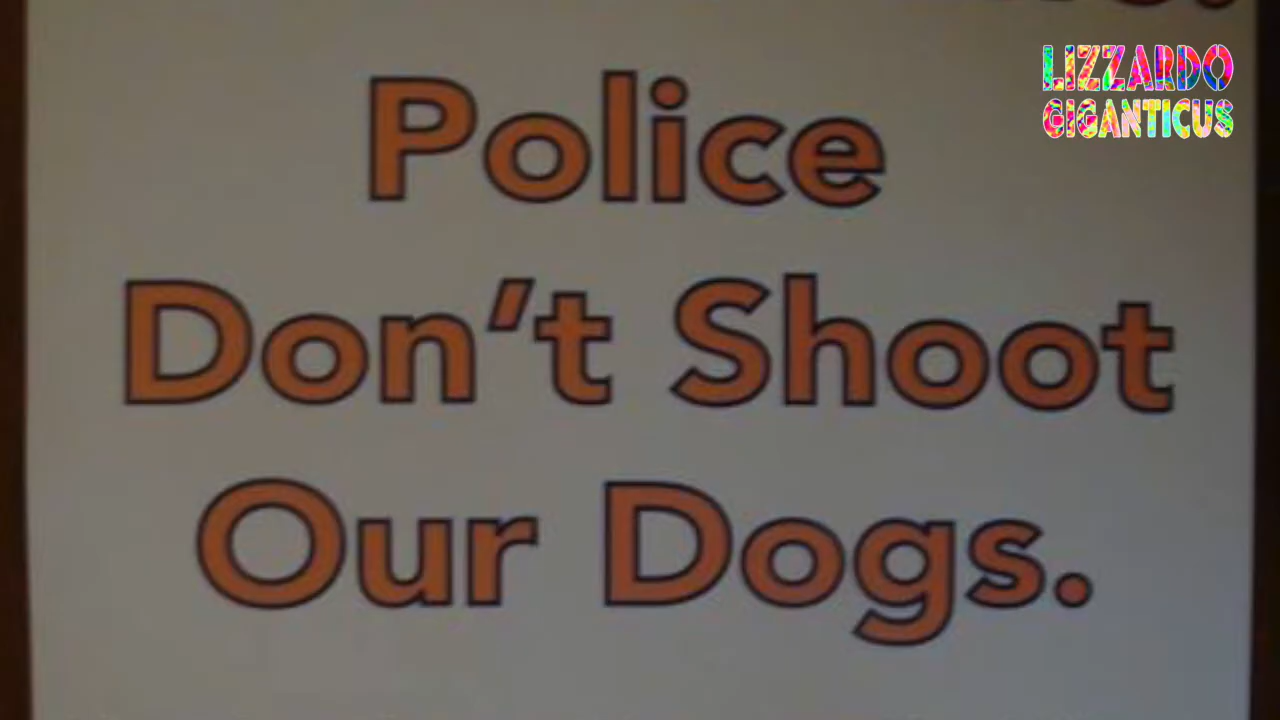 LIZZARDO
GIGANTICUS
Police
Don't Shoot
Our Dogs.